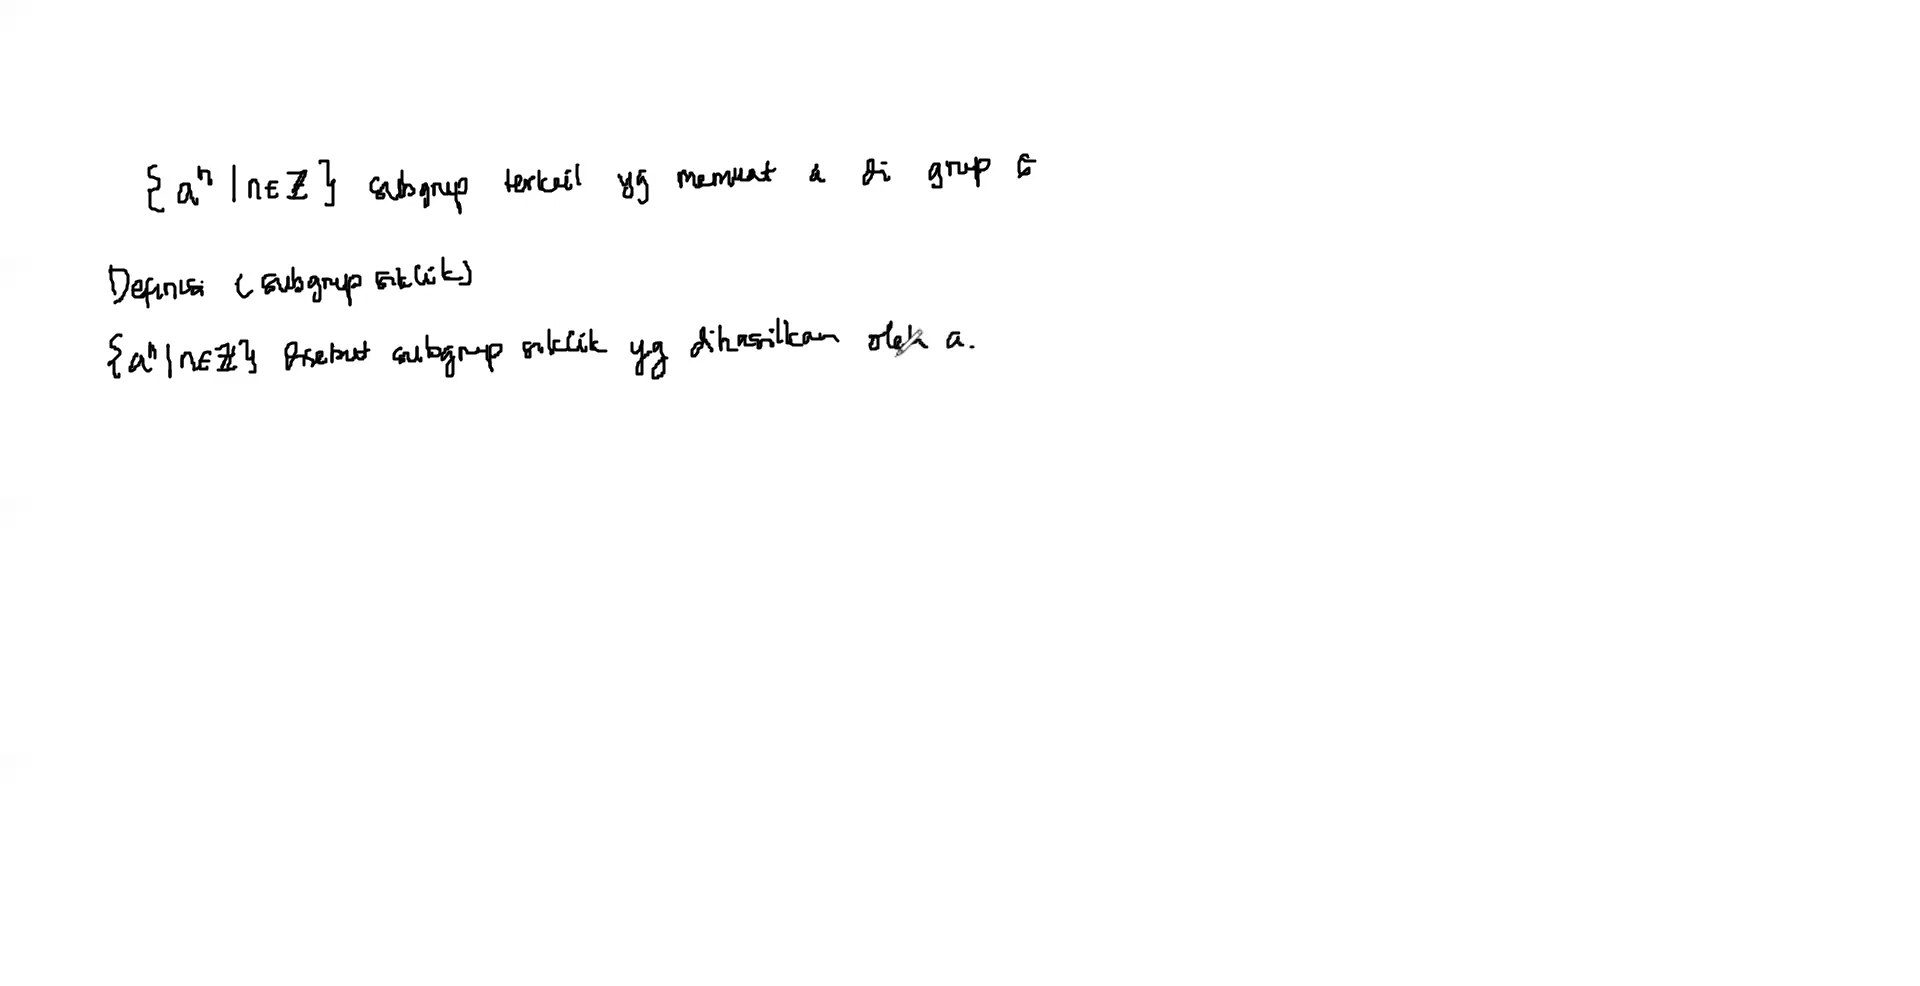 {aⁿ | n∈ℤ} subgrup terkecil yg memuat a di grup G
Definisi (subgrup siklik)
{aⁿ | n∈ℤ} disebut subgrup siklik yg dihasilkan oleh a.